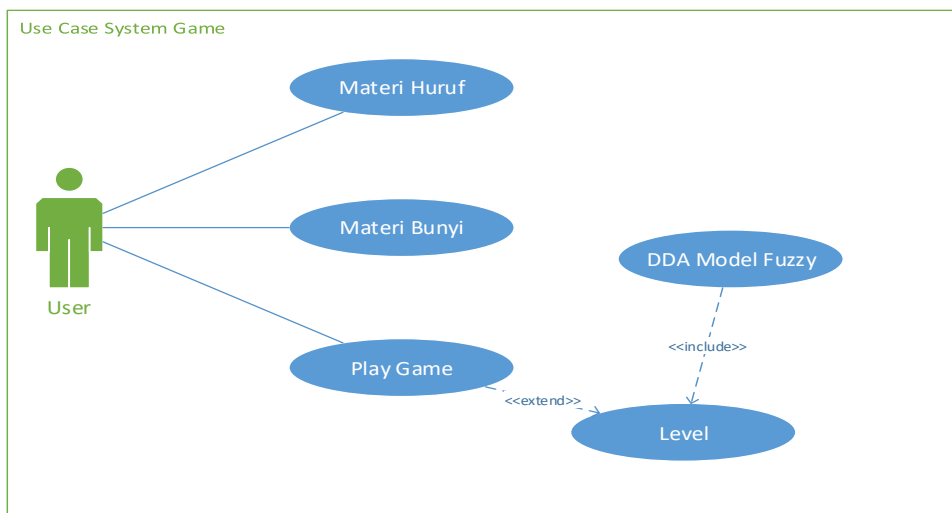 Use Case System Game
Materi Huruf
Materi Bunyi
DDA Model Fuzzy
User
<<include>>
Play Game
<<extend>>
Level